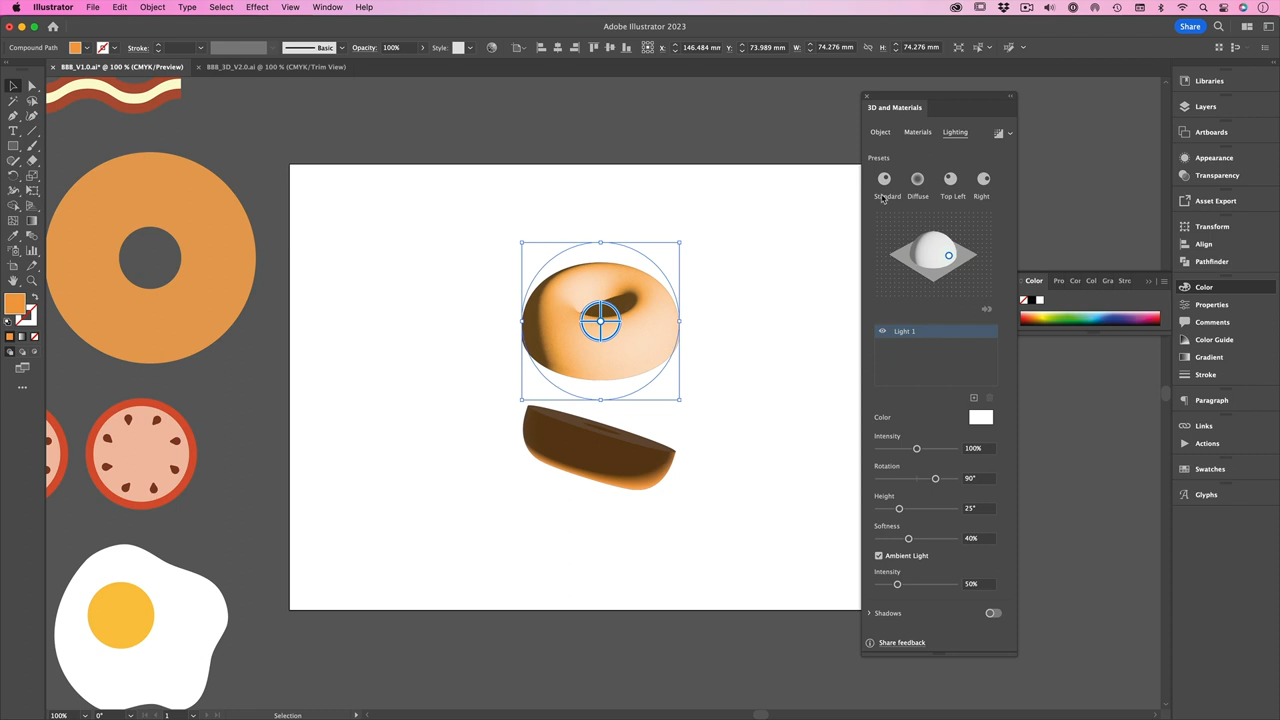 Illustrator File Edit Object Type Select Effect View Window Help
Adobe Illustrator 2023
Share
Compound Path Stroke: Basic Opacity: 100% Style: X: 146.484 mm Y: 73.989 mm W: 74.276 mm H: 74.276 mm
BBB_V1.0.ai* @ 100 % (CMYK/Preview) BBB_3D_V2.0.ai @ 100 % (CMYK/Trim View)
3D and Materials
Object Materials Lighting
Presets
Standard Diffuse Top Left Right
Light 1
Color
Intensity
100%
Rotation
90°
Height
25°
Softness
40%
Ambient Light
Intensity
50%
Shadows
Share feedback
Color Pro Cor Col Gra Strc
Libraries
Layers
Artboards
Appearance
Transparency
Asset Export
Transform
Align
Pathfinder
Color
Properties
Comments
Color Guide
Gradient
Stroke
Paragraph
Links
Actions
Swatches
Glyphs
100% 0° 1 Selection